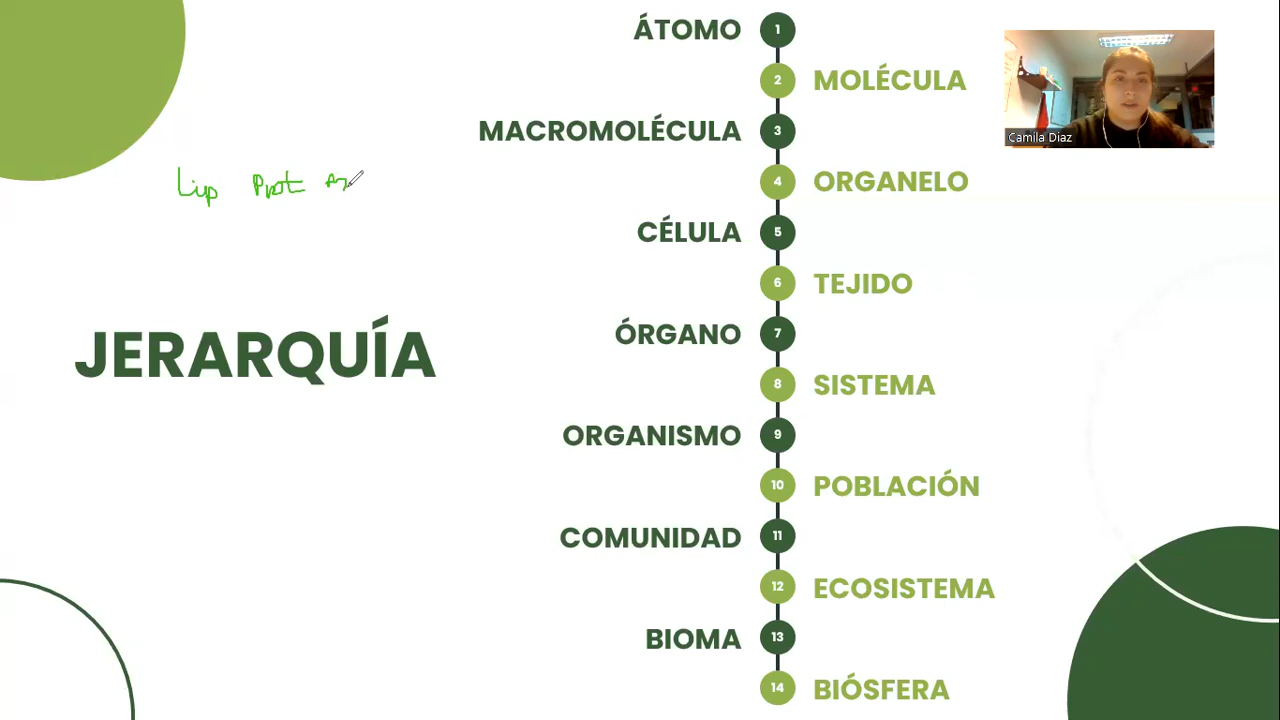 ÁTOMO 1
2 MOLÉCULA
MACROMOLÉCULA 3
4 ORGANELO
Lip Prot
CÉLULA 5
6 TEJIDO
ÓRGANO 7
JERARQUÍA
8 SISTEMA
ORGANISMO 9
10 POBLACIÓN
COMUNIDAD 11
12 ECOSISTEMA
BIOMA 13
14 BIÓSFERA
Camila Diaz